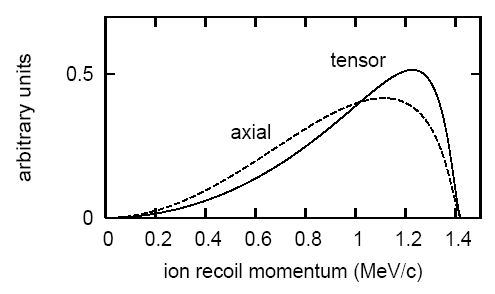 tensor
0.5
arbitrary units
axial
0
0 0.2 0.4 0.6 0.8 1 1.2 1.4
ion recoil momentum (MeV/c)